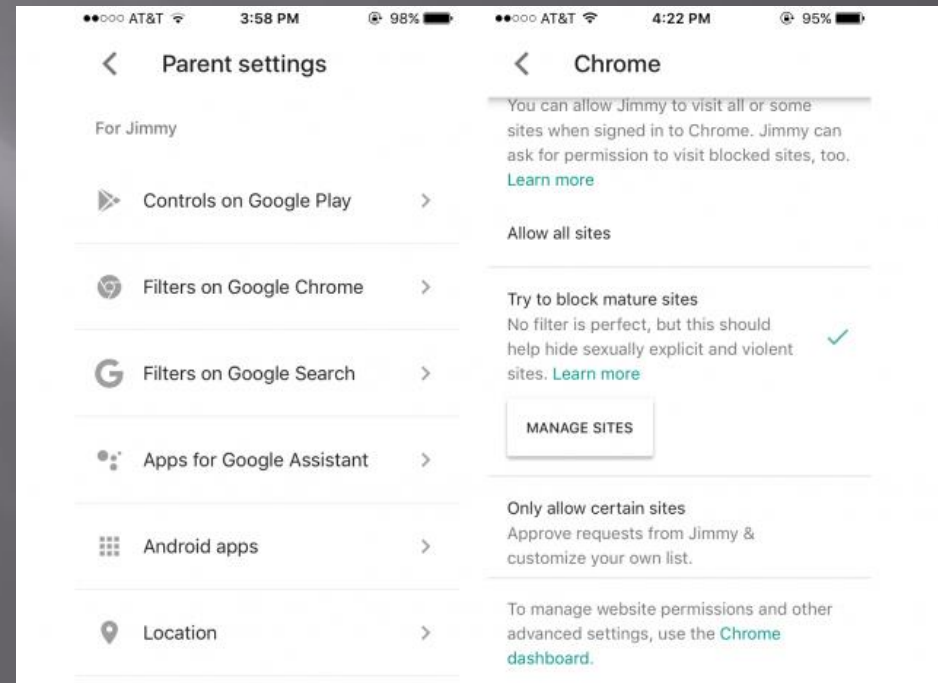 AT&T 3:58 PM 98%
Parent settings
For Jimmy
Controls on Google Play
Filters on Google Chrome
Filters on Google Search
Apps for Google Assistant
Android apps
Location
AT&T 4:22 PM 95%
Chrome
You can allow Jimmy to visit all or some
sites when signed in to Chrome. Jimmy can
ask for permission to visit blocked sites, too.
Learn more
Allow all sites
Try to block mature sites
No filter is perfect, but this should
help hide sexually explicit and violent
sites. Learn more
MANAGE SITES
Only allow certain sites
Approve requests from Jimmy &
customize your own list.
To manage website permissions and other
advanced settings, use the Chrome
dashboard.